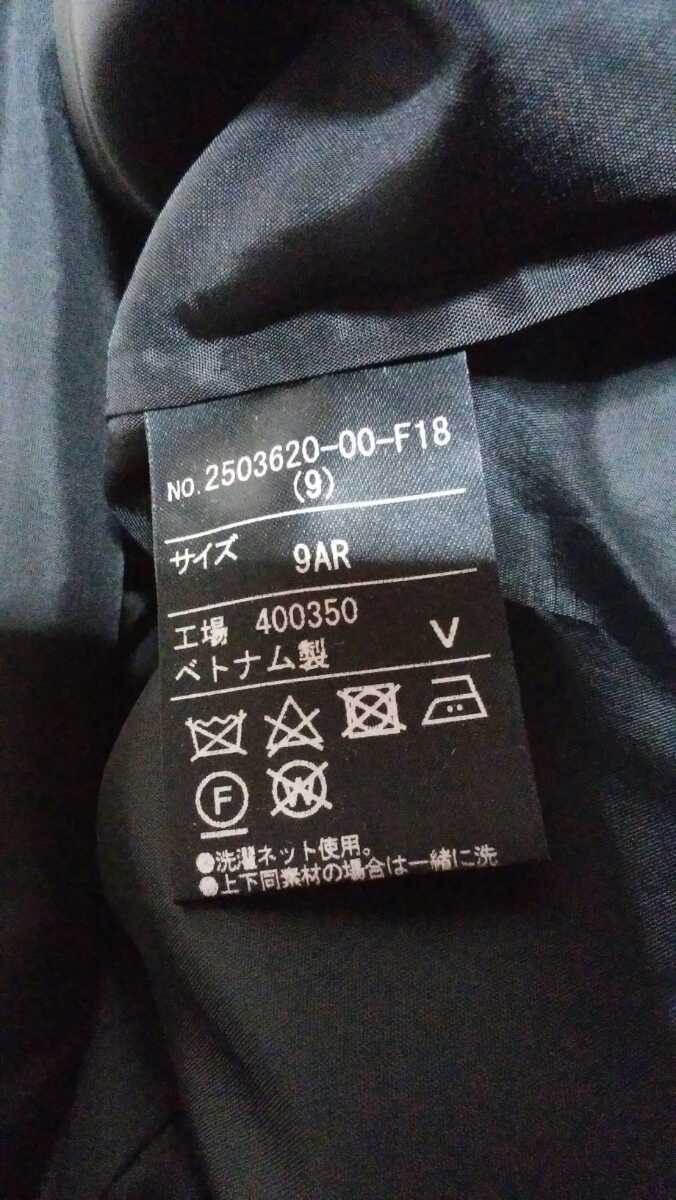 NO.2503620-00-F18
(9)
サイズ 9AR
工場 400350
ベトナム製 V
F W
●洗濯ネット使用。
●上下同素材の場合は一緒に洗